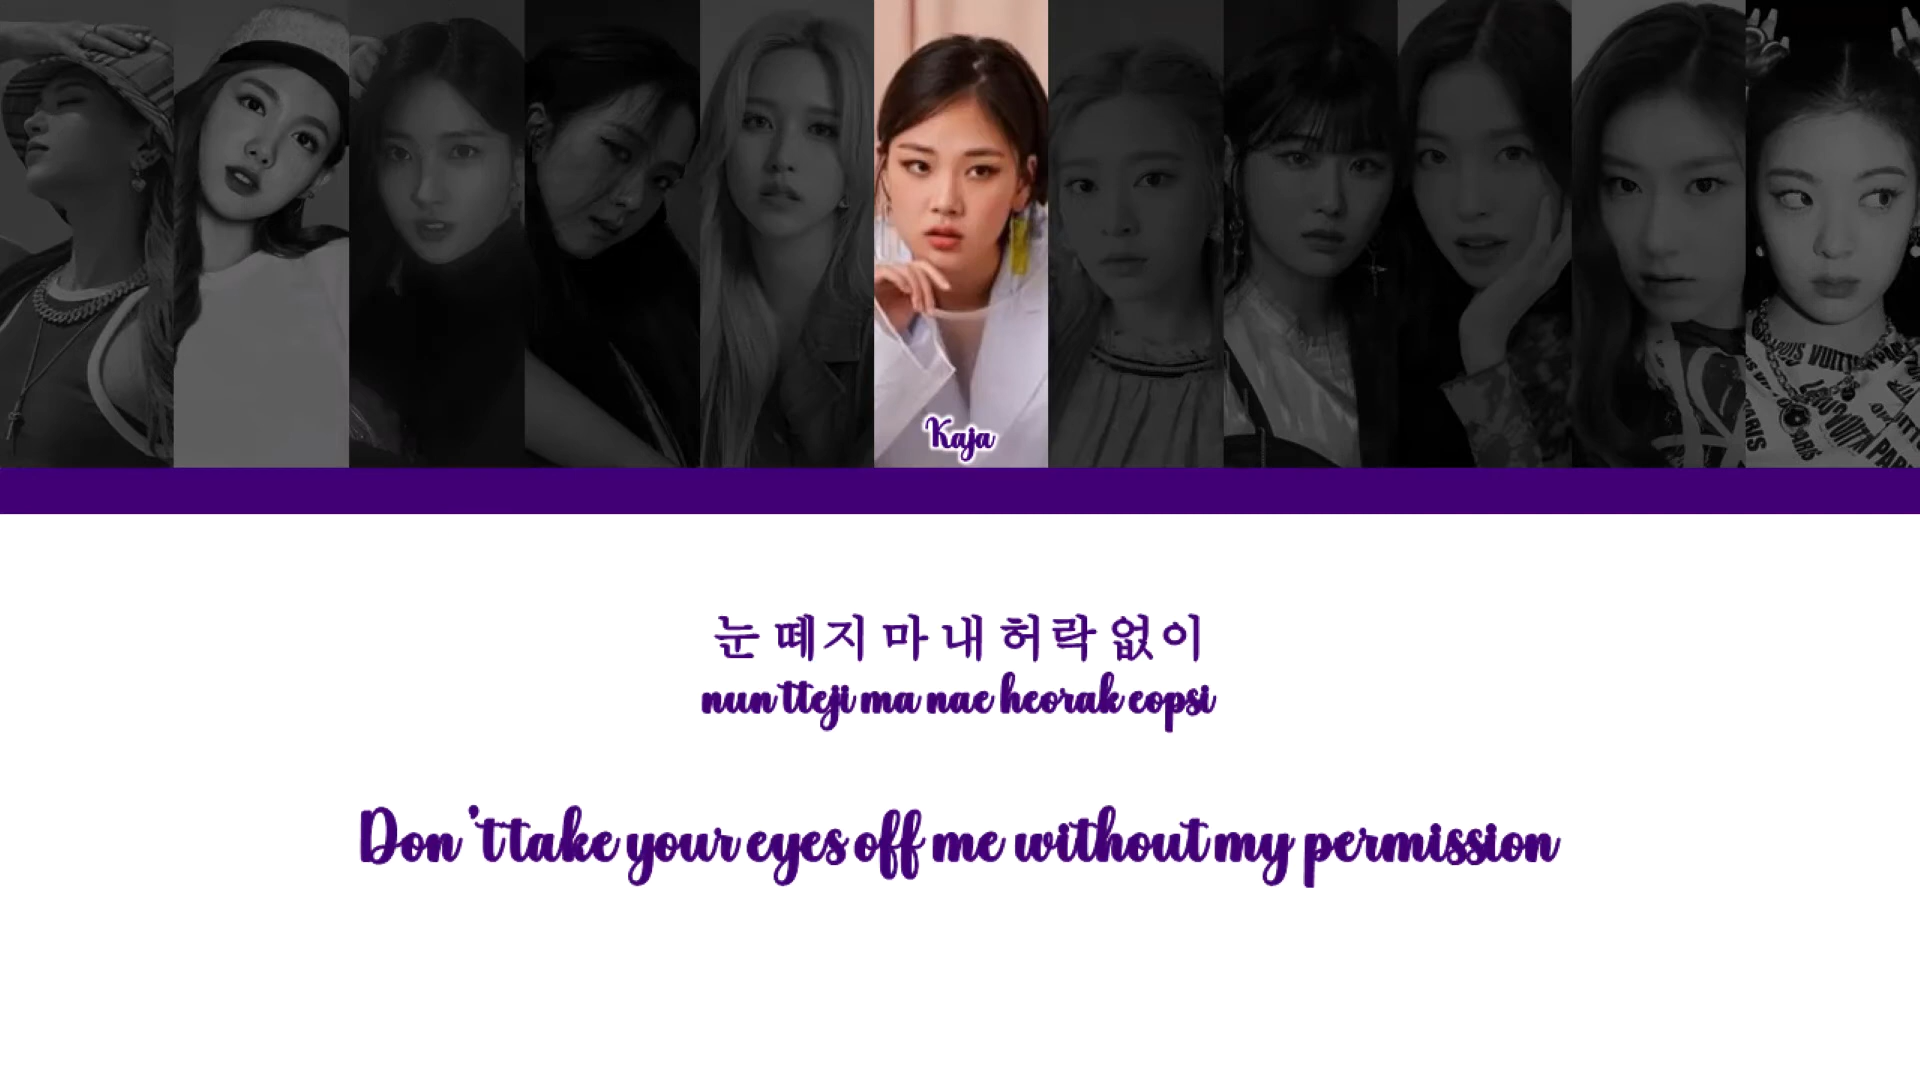 Kaja
눈 떼지 마 내 허락 없이
nun tteji ma nae heorak eopsi
Don't take your eyes off me without my permission